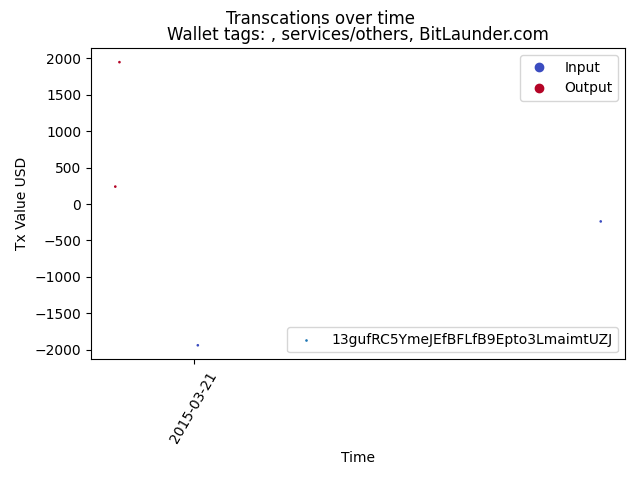 Transcations over time
Wallet tags: , services/others, BitLaunder.com
Input
Output
2000
1500
1000
500
0
−500
−1000
−1500
−2000
Tx Value USD
13gufRC5YmeJEfBFLfB9Epto3LmaimtUZJ
2015-03-21
Time